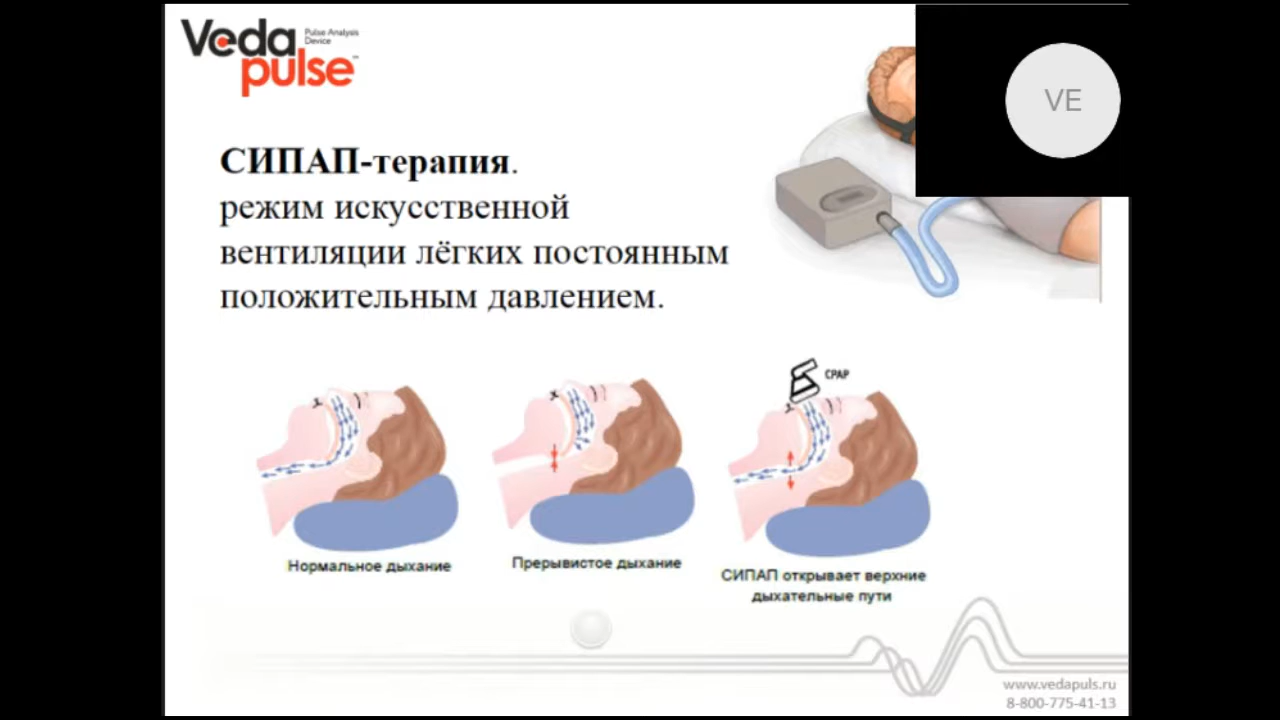 Veda
Pulse Analysis
Device
pulse
VE
СИПАП-терапия.
режим искусственной
вентиляции лёгких постоянным
положительным давлением.
CPAP
Нормальное дыхание
Прерывистое дыхание
СИПАП открывает верхние
дыхательные пути
www.vedapuls.ru
8-800-775-41-13